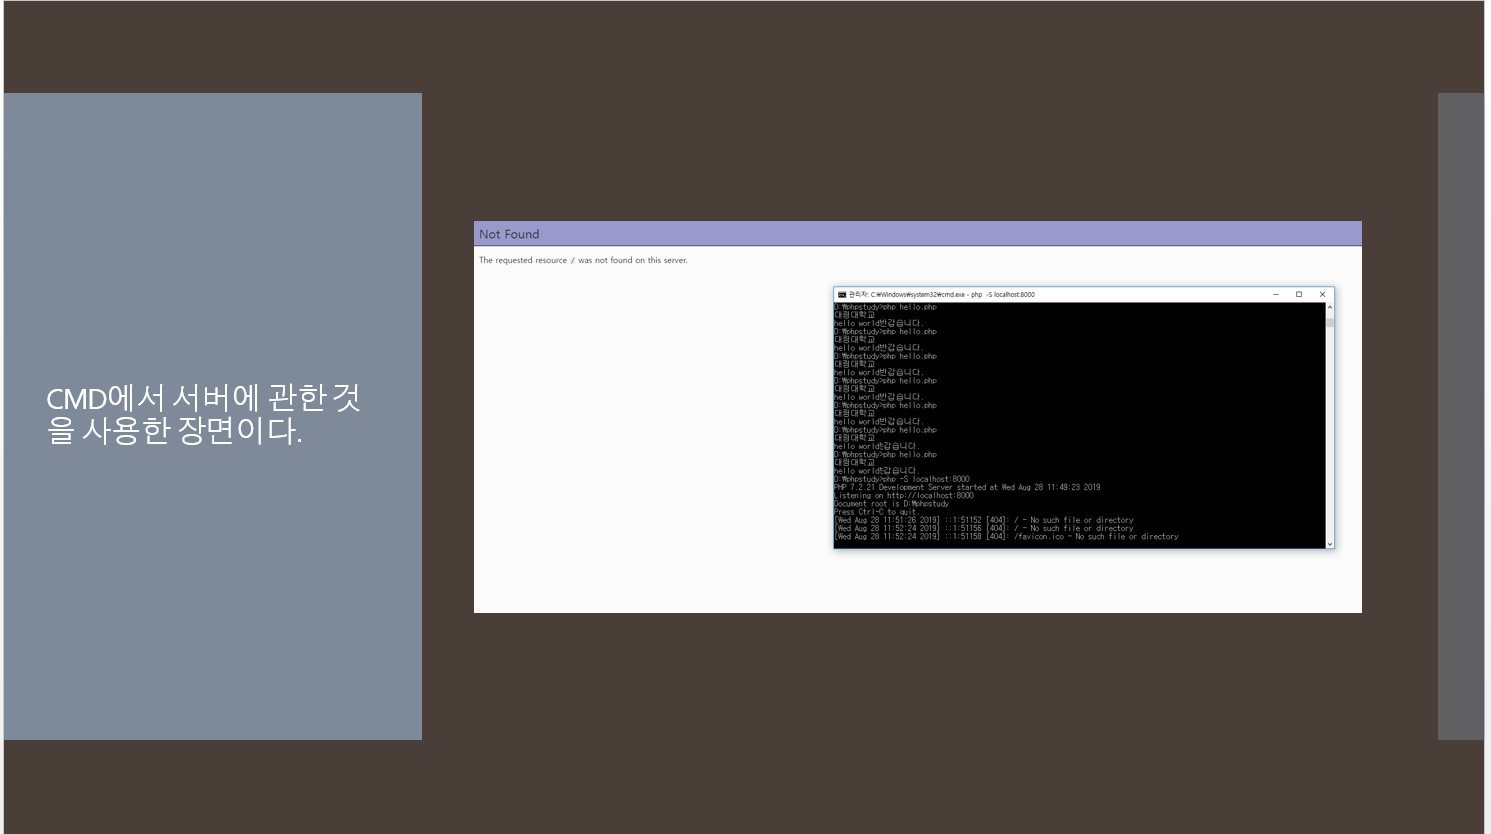 CMD에서 서버에 관한 것
을 사용한 장면이다.
Not Found
The requested resource / was not found on this server.
관리자: C:₩Windows₩system32₩cmd.exe - php  -S localhost:8000
D:₩phpstudy>php hello.php
대림대학교
hello world반갑습니다.
D:₩phpstudy>php hello.php
대림대학교
hello world반갑습니다.
D:₩phpstudy>php hello.php
대림대학교
hello world반갑습니다.
D:₩phpstudy>php hello.php
대림대학교
hello world반갑습니다.
D:₩phpstudy>php hello.php
대림대학교
hello world반갑습니다.
D:₩phpstudy>php hello.php
대림대학교
hello world갑습니다.
D:₩phpstudy>php hello.php
대림대학교
hello world갑습니다.
D:₩phpstudy>php -S localhost:8000
PHP 7.2.21 Development Server started at Wed Aug 28 11:49:23 2019
Listening on http://localhost:8000
Document root is D:₩phpstudy
Press Ctrl-C to quit.
[Wed Aug 28 11:51:26 2019] ::1:51152 [404]: / - No such file or directory
[Wed Aug 28 11:52:24 2019] ::1:51156 [404]: / - No such file or directory
[Wed Aug 28 11:52:24 2019] ::1:51158 [404]: /favicon.ico - No such file or directory